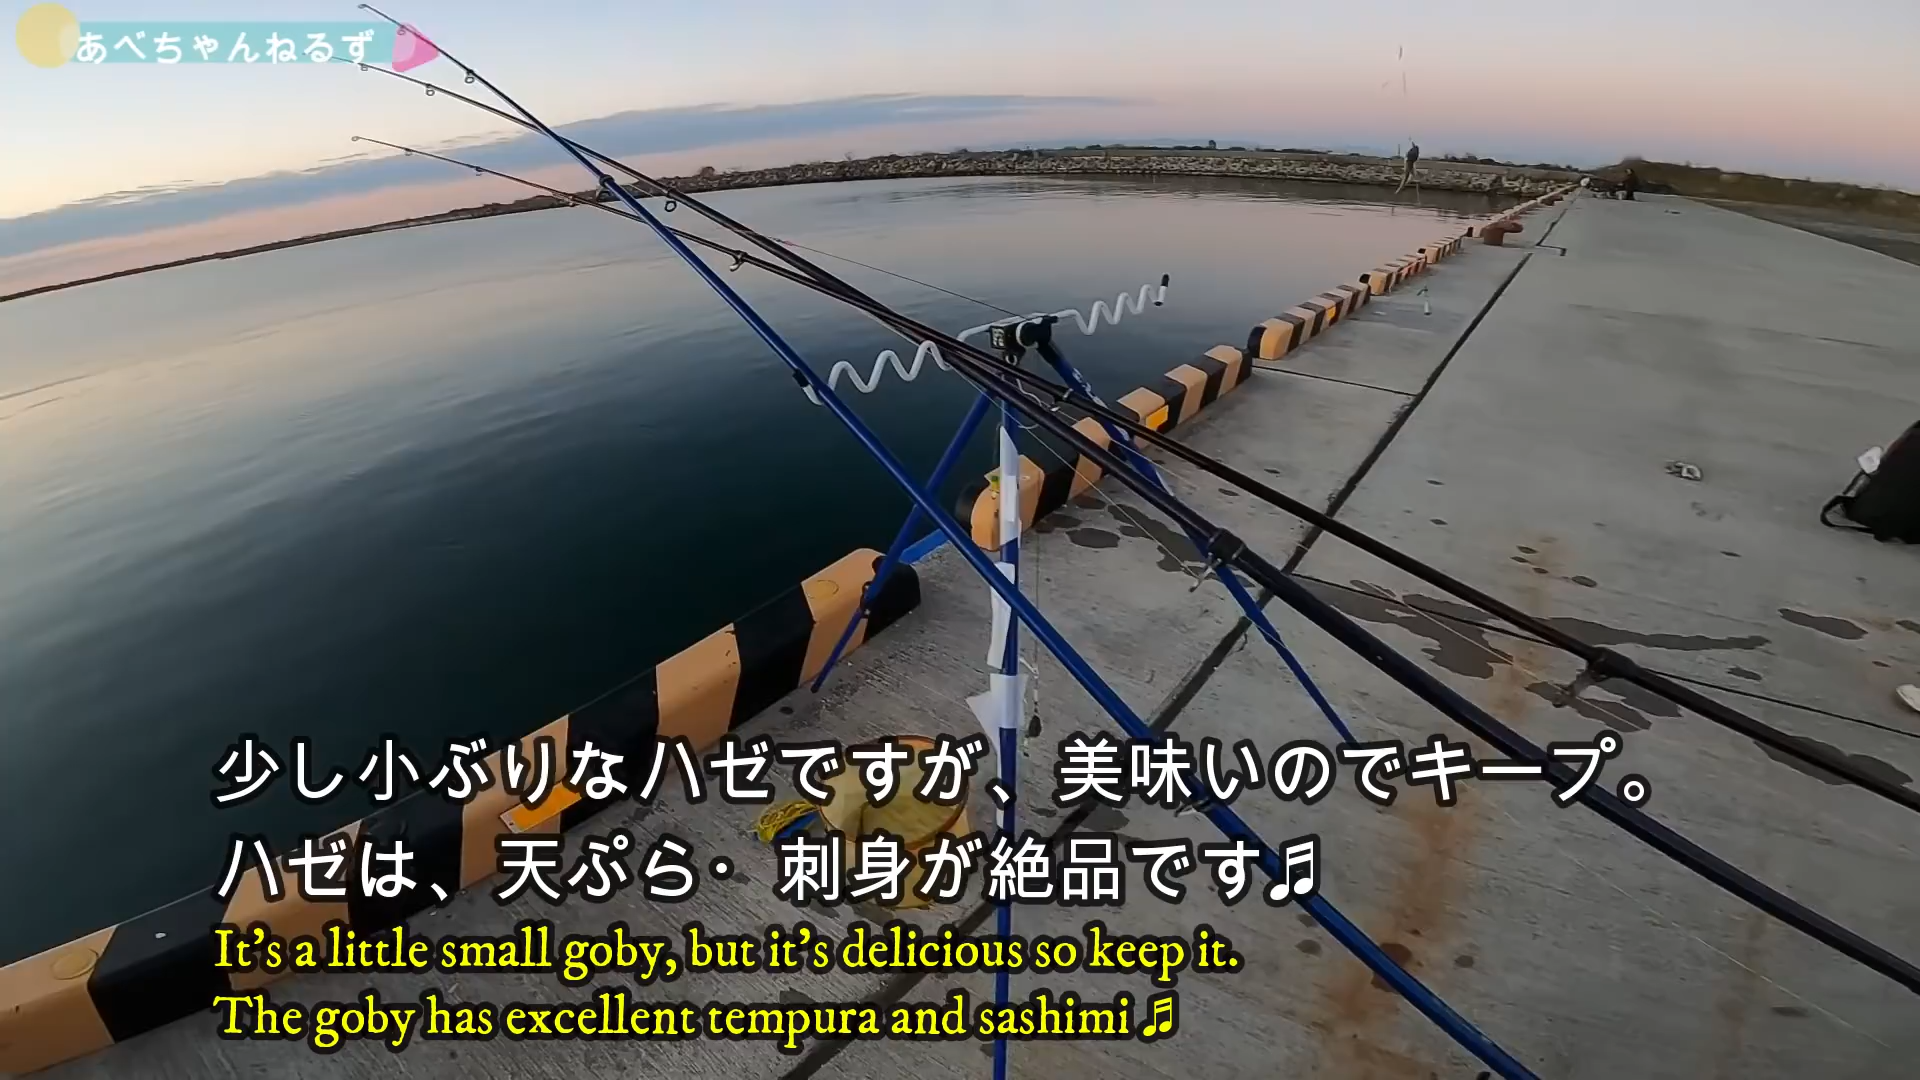 あべちゃんねるず
少し小ぶりなハゼですが、美味いのでキープ。
ハゼは、天ぷら・刺身が絶品です♬
It's a little small goby, but it's delicious so keep it.
The goby has excellent tempura and sashimi♬